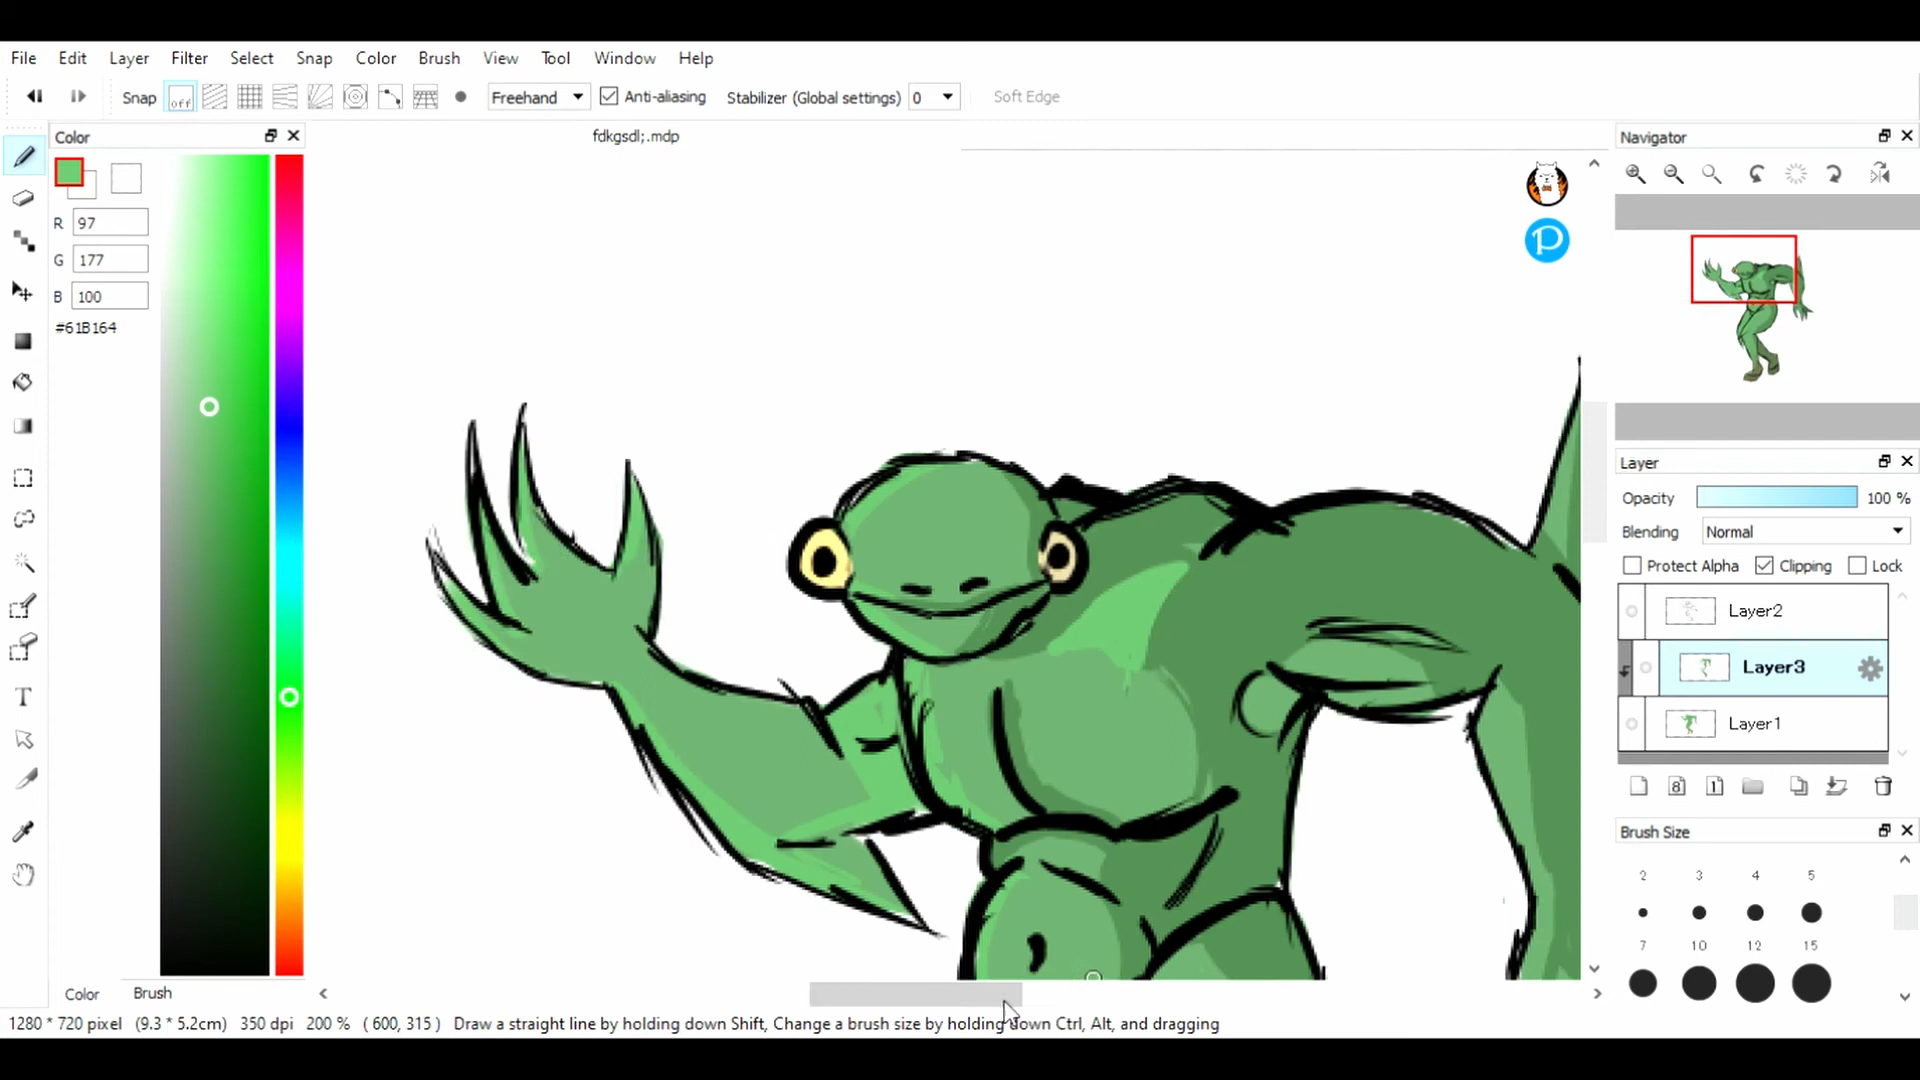 File Edit Layer Filter Select Snap Color Brush View Tool Window Help
Snap off Freehand Anti-aliasing Stabilizer (Global settings) 0 Soft Edge
Color
fdkgsdl;.mdp
Navigator
R 97
G 177
B 100
#61B164
P
Layer
Opacity 100 %
Blending Normal
Protect Alpha Clipping Lock
Layer2
Layer3
Layer1
8 1
T
Brush Size
2 3 4 5
7 10 12 15
Color Brush
1280 * 720 pixel (9.3 * 5.2cm) 350 dpi 200 % ( 600, 315 ) Draw a straight line by holding down Shift, Change a brush size by holding down Ctrl, Alt, and dragging